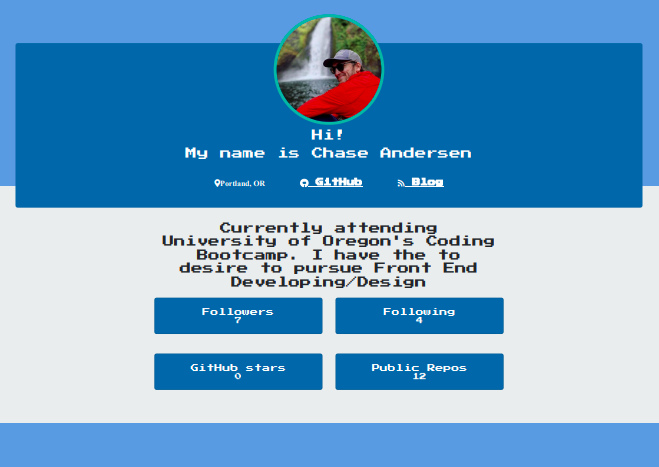 Hi!
My name is Chase Andersen
Portland, OR GitHub Blog
Currently attending
University of Oregon's Coding
Bootcamp. I have the to
desire to pursue Front End
Developing/Design
Followers Following
7 4
GitHub stars Public Repos
0 12